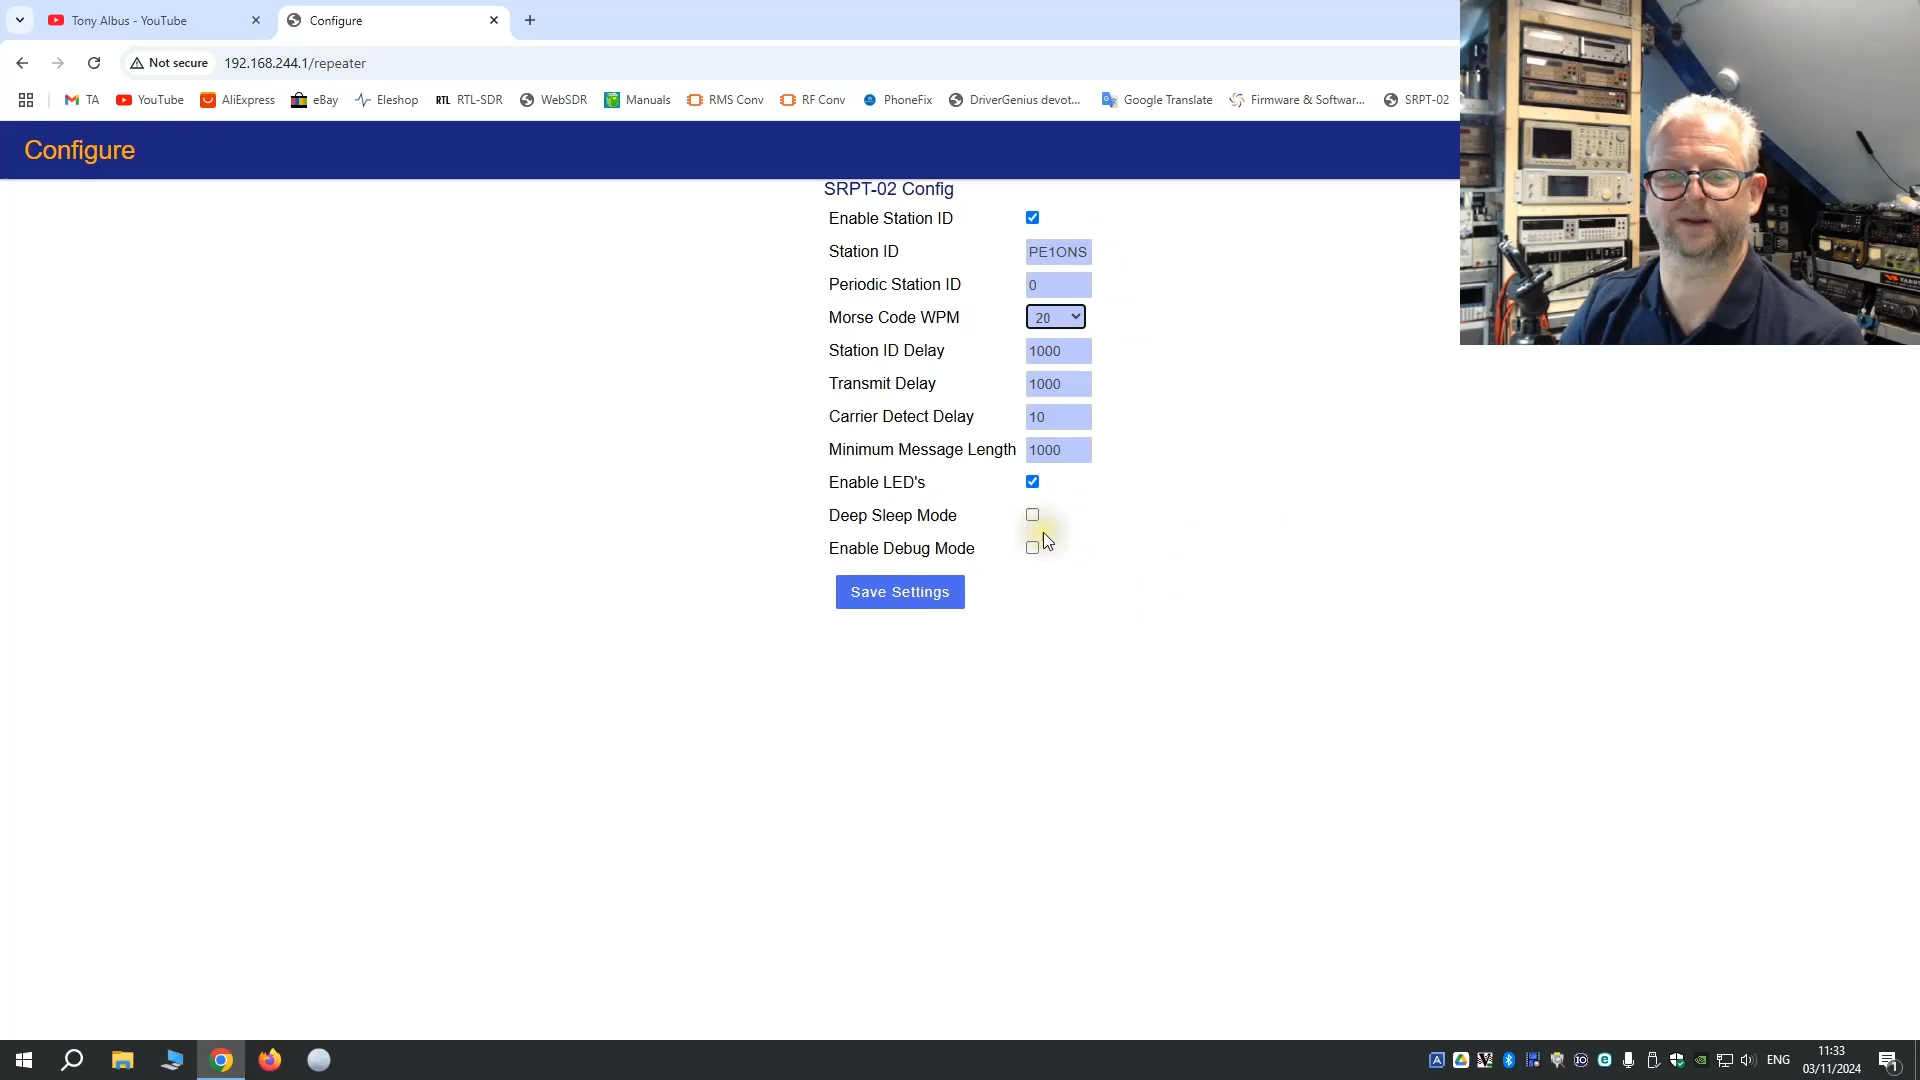 Tony Albus - YouTube
Configure
Not secure 192.168.244.1/repeater
TA YouTube AliExpress eBay Eleshop RTL RTL-SDR WebSDR Manuals RMS Conv RF Conv PhoneFix DriverGenius devot... Google Translate Firmware & Softwar... SRPT-02
Configure
SRPT-02 Config
Enable Station ID
Station ID PE1ONS
Periodic Station ID 0
Morse Code WPM 20
Station ID Delay 1000
Transmit Delay 1000
Carrier Detect Delay 10
Minimum Message Length 1000
Enable LED's
Deep Sleep Mode
Enable Debug Mode
Save Settings
ENG
11:33
03/11/2024
1